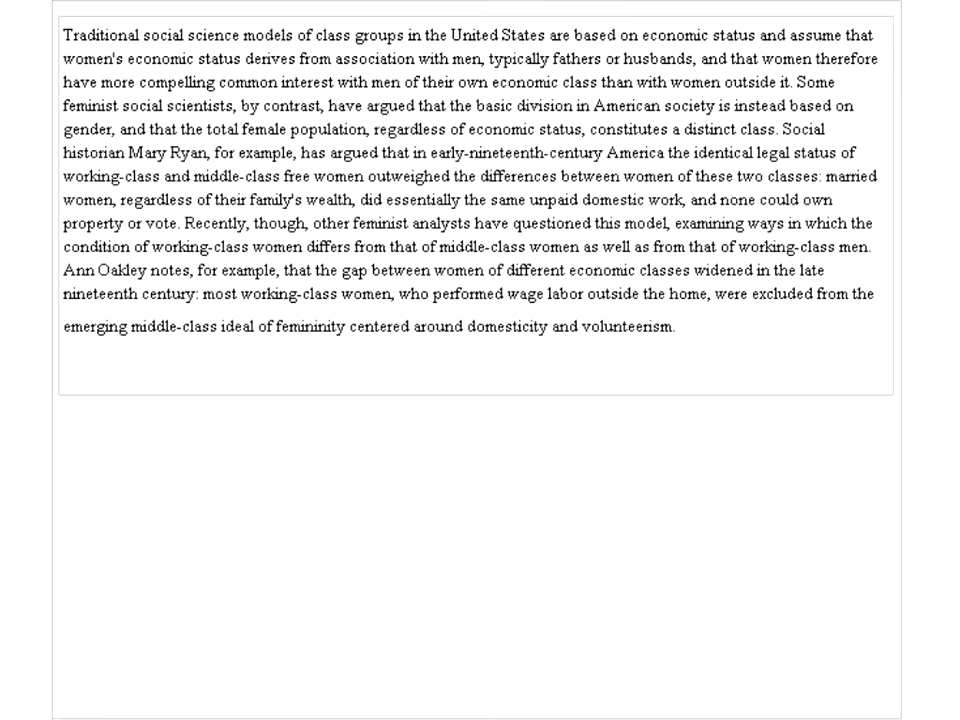 Traditional social science models of class groups in the United States are based on economic status and assume that
women's economic status derives from association with men, typically fathers or husbands, and that women therefore
have more compelling common interest with men of their own economic class than with women outside it. Some
feminist social scientists, by contrast, have argued that the basic division in American society is instead based on
gender, and that the total female population, regardless of economic status, constitutes a distinct class. Social
historian Mary Ryan, for example, has argued that in early-nineteenth-century America the identical legal status of
working-class and middle-class free women outweighed the differences between women of these two classes: married
women, regardless of their family's wealth, did essentially the same unpaid domestic work, and none could own
property or vote. Recently, though, other feminist analysts have questioned this model, examining ways in which the
condition of working-class women differs from that of middle-class women as well as from that of working-class men.
Ann Oakley notes, for example, that the gap between women of different economic classes widened in the late
nineteenth century: most working-class women, who performed wage labor outside the home, were excluded from the
emerging middle-class ideal of femininity centered around domesticity and volunteerism.